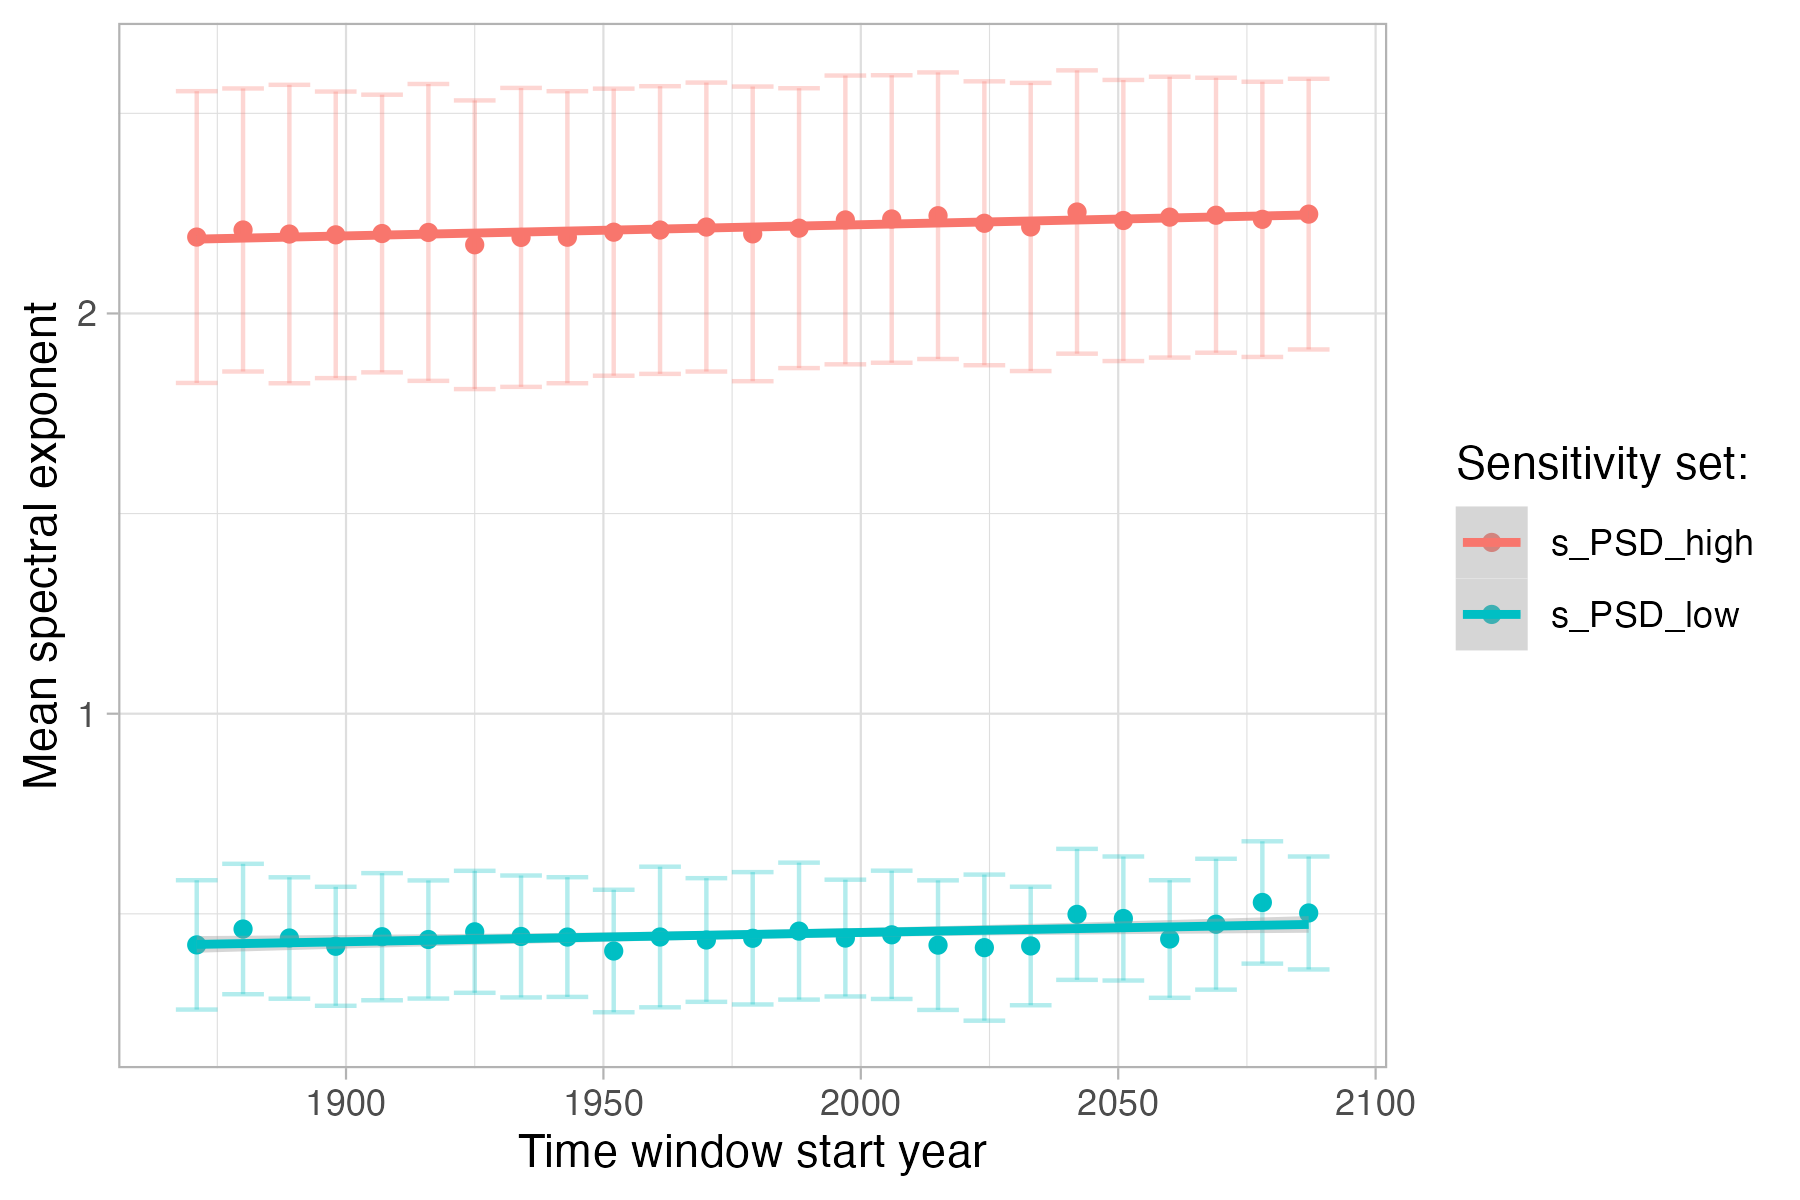 Mean spectral exponent
2
1
1900
1950
2000
2050
2100
Time window start year
Sensitivity set:
s_PSD_high
s_PSD_low